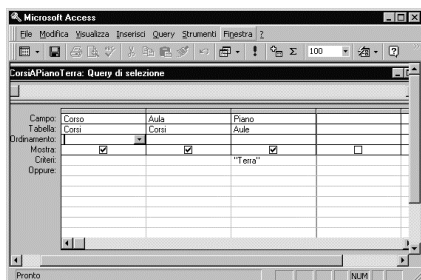 Microsoft Access
File Modifica Visualizza Inserisci Query Strumenti Finestra ?
100
CorsiAPianoTerra: Query di selezione
Campo: Corso Aula Piano
Tabella: Corsi Corsi Aule
Ordinamento:
Mostra:
Criteri: "Terra"
Oppure:
Pronto NUM